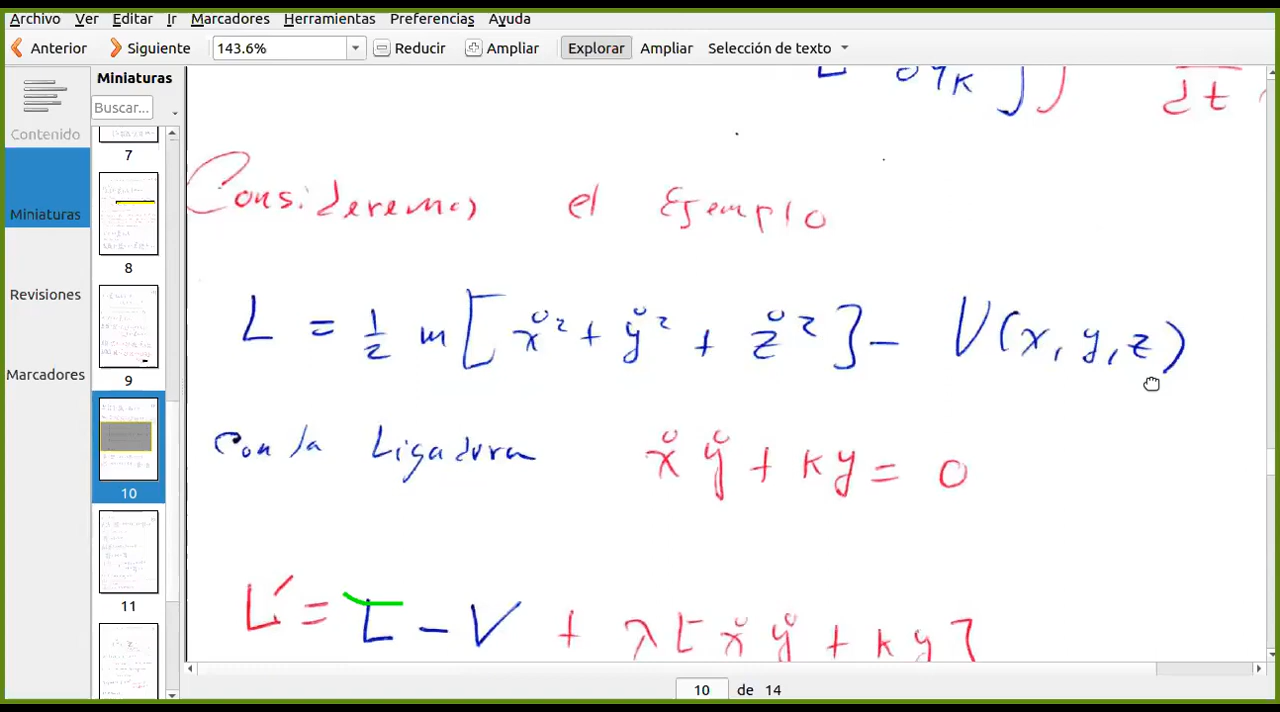 Archivo Ver Editar Ir Marcadores Herramientas Preferencias Ayuda
Anterior Siguiente 143.6% Reducir Ampliar Explorar Ampliar Selección de texto
Contenido
Miniaturas
Revisiones
Marcadores
Miniaturas
Buscar...
7
8
9
10
11
∂q̇ₖ ] } dt
Consideremos el Ejemplo
L = ½ m [ ẋ² + ẏ² + ż² ] - V(x, y, z)
Con la Ligadura ẋ ẏ + k y = 0
L' = L - V + λ [ ẋ ẏ + k y ]
10 de 14